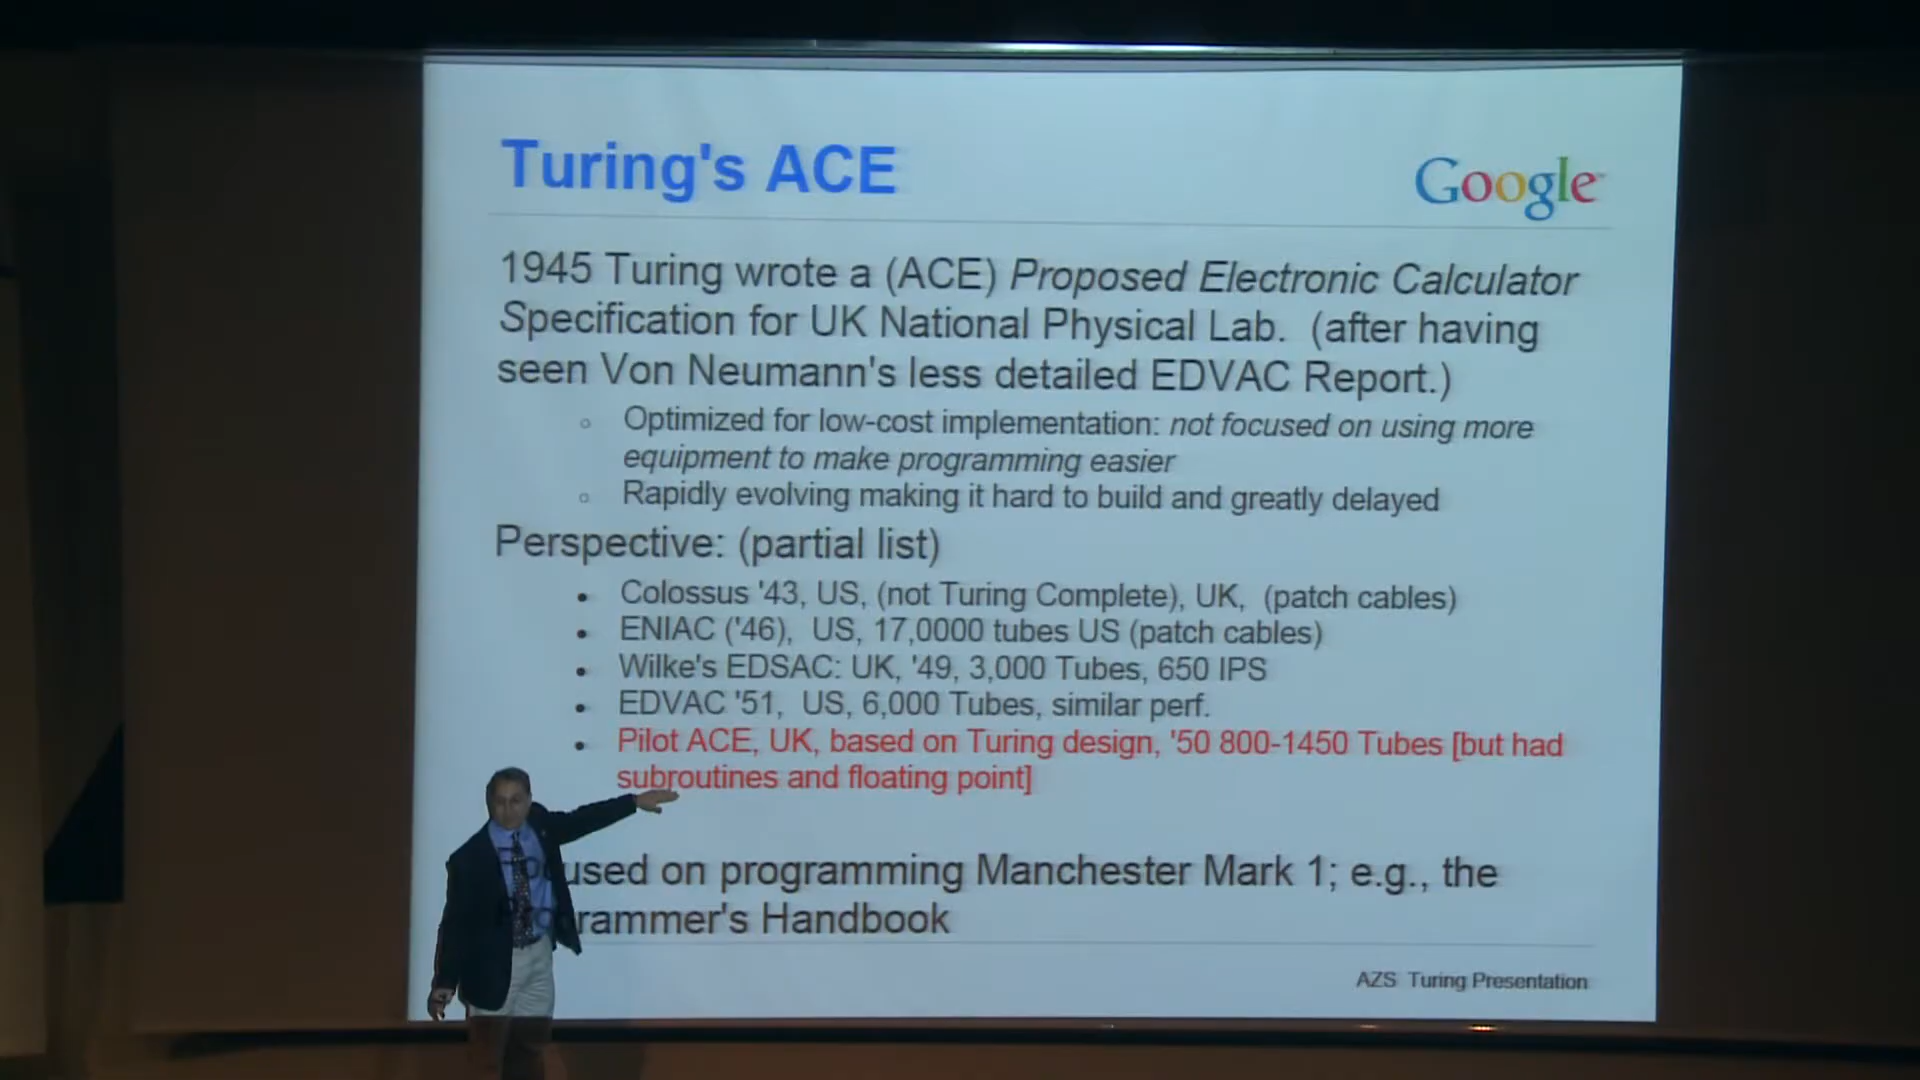 Turing's ACE
Google
1945 Turing wrote a (ACE) Proposed Electronic Calculator
Specification for UK National Physical Lab. (after having
seen Von Neumann's less detailed EDVAC Report.)
Optimized for low-cost implementation: not focused on using more
equipment to make programming easier
Rapidly evolving making it hard to build and greatly delayed
Perspective: (partial list)
Colossus '43, US, (not Turing Complete), UK, (patch cables)
ENIAC ('46), US, 17,0000 tubes US (patch cables)
Wilke's EDSAC: UK, '49, 3,000 Tubes, 650 IPS
EDVAC '51, US, 6,000 Tubes, similar perf.
Pilot ACE, UK, based on Turing design, '50 800-1450 Tubes [but had
subroutines and floating point]
on programming Manchester Mark 1; e.g., the
Handbook
AZS Turing Presentation